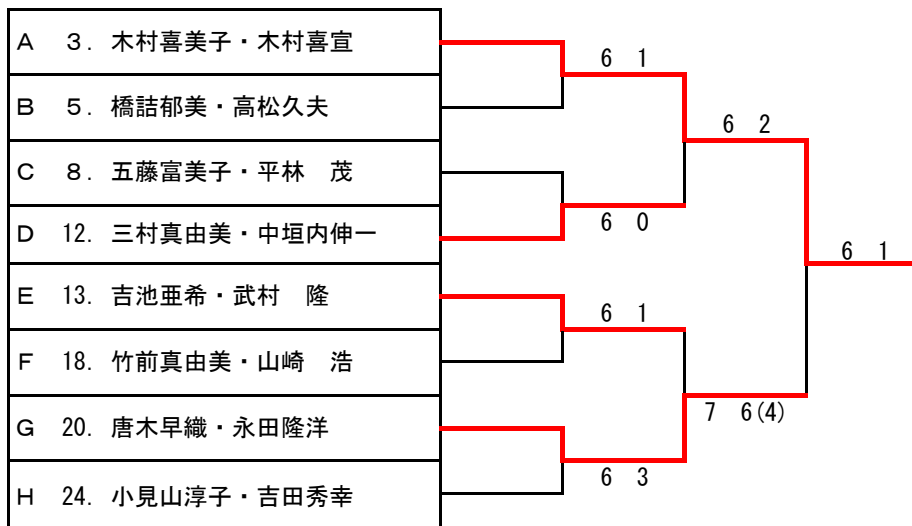 A 3. 木村喜美子・木村喜宣
B 5. 橋詰郁美・高松久夫
C 8. 五藤富美子・平林 茂
D 12. 三村真由美・中垣内伸一
E 13. 吉池亜希・武村 隆
F 18. 竹前真由美・山崎 浩
G 20. 唐木早織・永田隆洋
H 24. 小見山淳子・吉田秀幸
6 1
6 0
6 1
6 3
6 2
7 6(4)
6 1